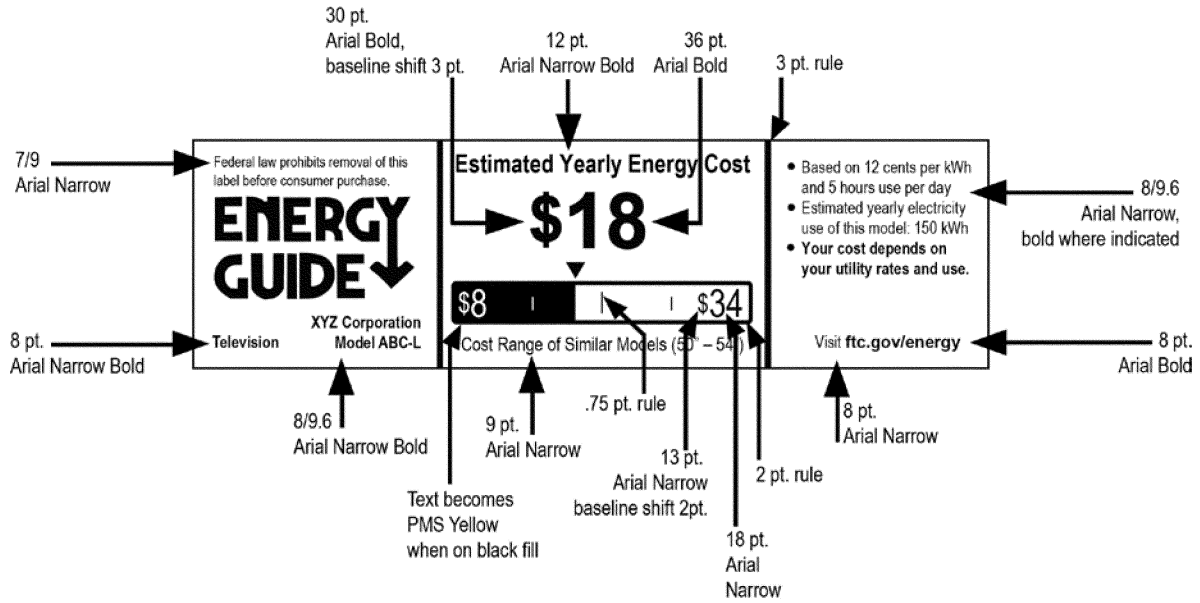 30 pt.
Arial Bold,
baseline shift 3 pt.
12 pt.
Arial Narrow Bold
36 pt.
Arial Bold
3 pt. rule
7/9
Arial Narrow
Federal law prohibits removal of this
label before consumer purchase.
ENERGY
GUIDE
XYZ Corporation
Television
Model ABC-L
Estimated Yearly Energy Cost
$18
$8
$34
Cost Range of Similar Models (50" – 54")
• Based on 12 cents per kWh
and 5 hours use per day
• Estimated yearly electricity
use of this model: 150 kWh
• Your cost depends on
your utility rates and use.
Visit ftc.gov/energy
8/9.6
Arial Narrow,
bold where indicated
8 pt.
Arial Narrow Bold
8 pt.
Arial Bold
8/9.6
Arial Narrow Bold
9 pt.
Arial Narrow
.75 pt. rule
8 pt.
Arial Narrow
13 pt.
Arial Narrow
baseline shift 2pt.
2 pt. rule
Text becomes
PMS Yellow
when on black fill
18 pt.
Arial
Narrow